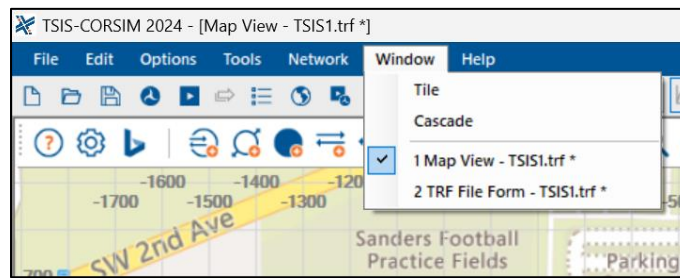 TSIS-CORSIM 2024 - [Map View - TSIS1.trf *]
File Edit Options Tools Network Window Help
Tile
Cascade
1 Map View - TSIS1.trf *
2 TRF File Form - TSIS1.trf *
-1600 -1400
-1700 -1500 -1300
SW 2nd Ave
Sanders Football
Practice Fields
Parking